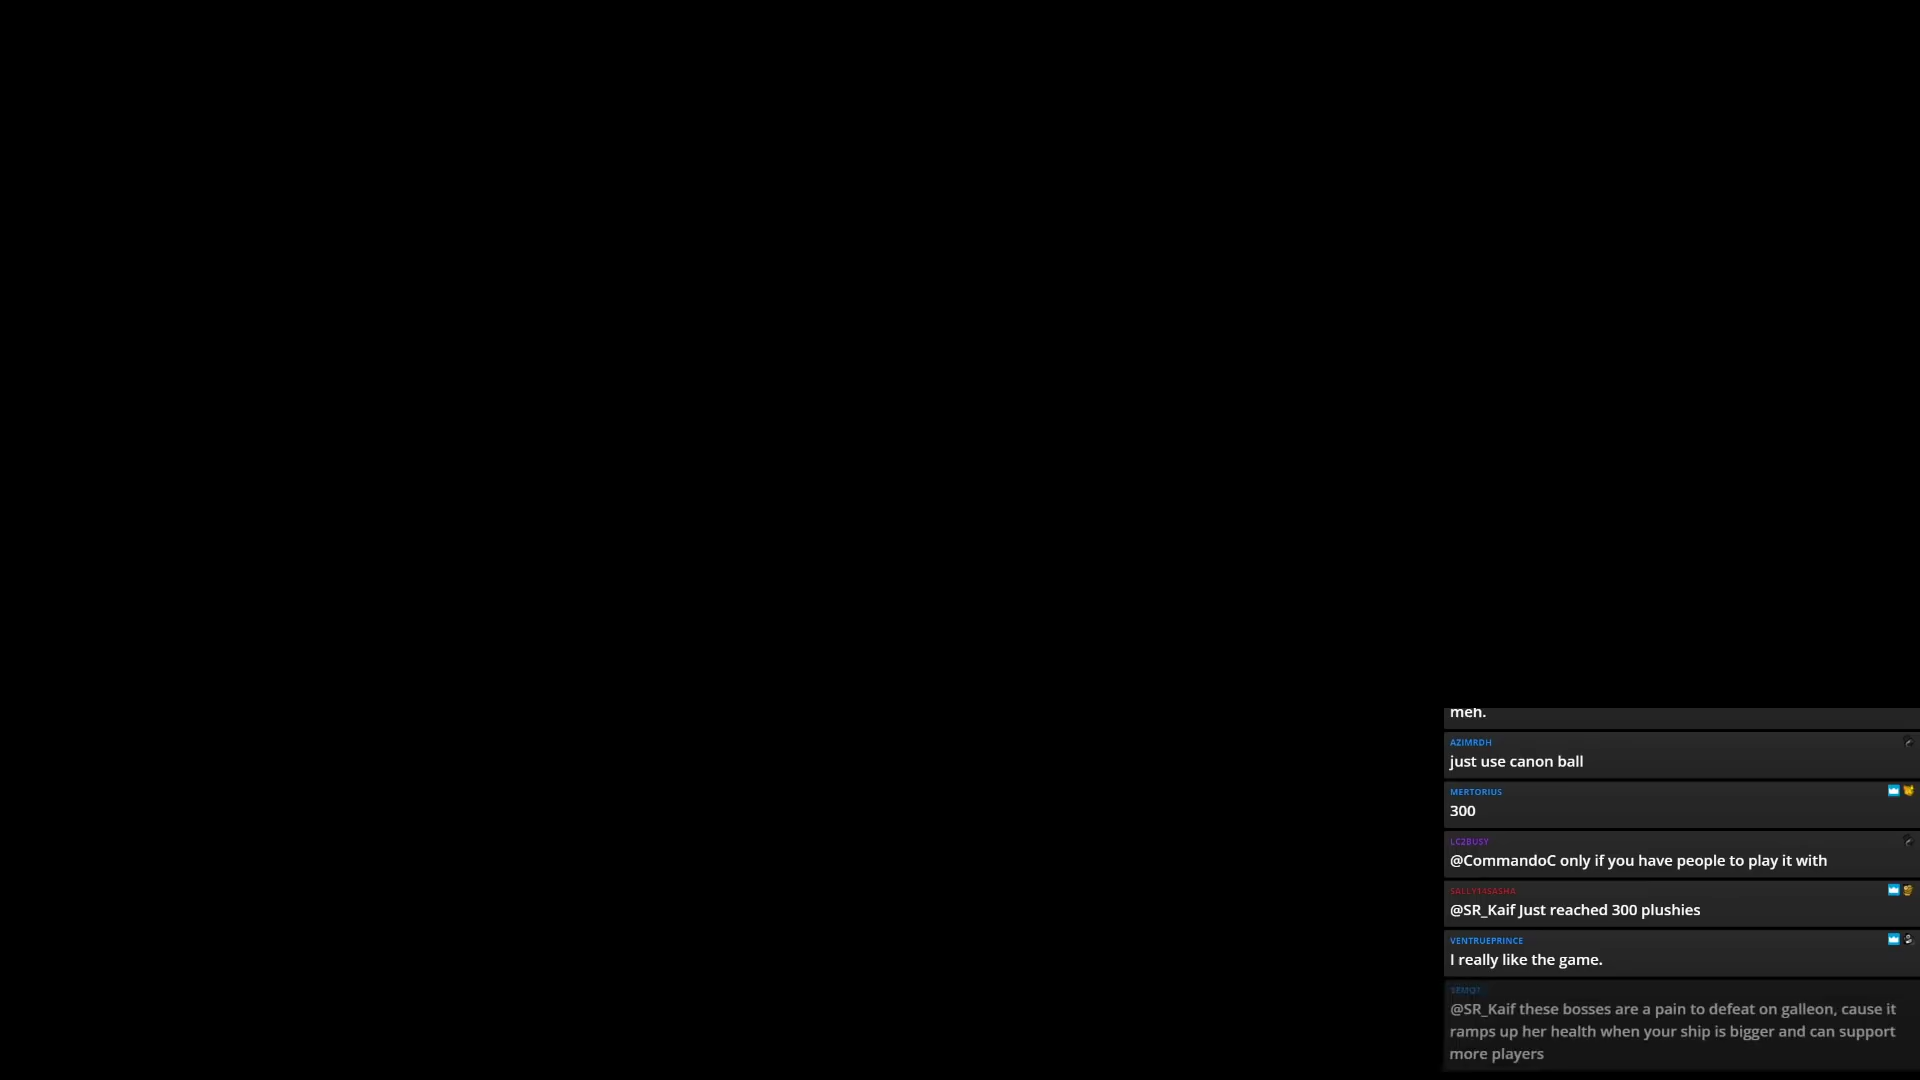 meh.
AZIMRDH
just use canon ball
MERTORIUS
300
LC2BUSY
@CommandoC only if you have people to play it with
SALLY14SASHA
@SR_Kaif Just reached 300 plushies
VENTRUEPRINCE
I really like the game.
@SR_Kaif these bosses are a pain to defeat on galleon, cause it
ramps up her health when your ship is bigger and can support
more players